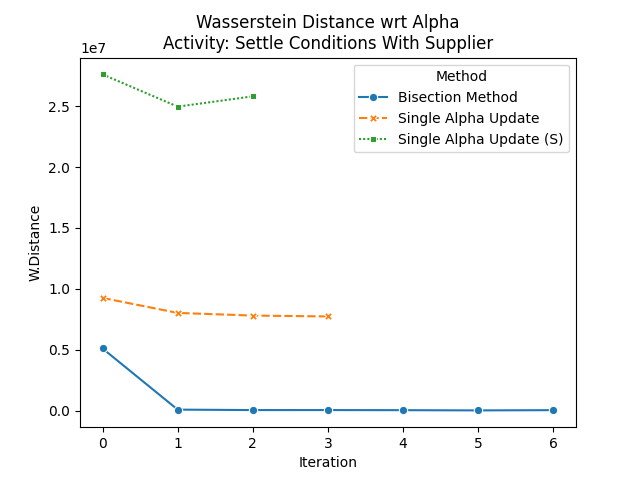 Wasserstein Distance wrt Alpha
Activity: Settle Conditions With Supplier
1e7
Method
Bisection Method
Single Alpha Update
Single Alpha Update (S)
W.Distance
2.5
2.0
1.5
1.0
0.5
0.0
0 1 2 3 4 5 6
Iteration